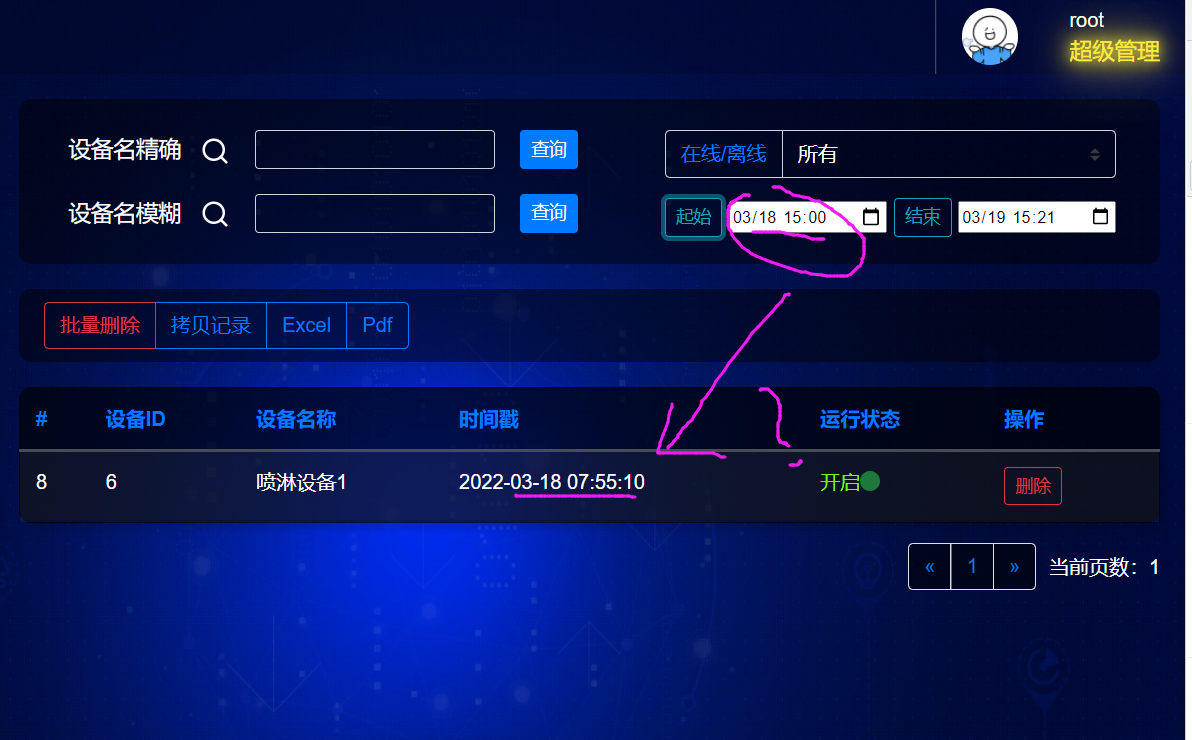 root
超级管理
设备名精确
查询
在线/离线
所有
设备名模糊
查询
起始
03/18 15:00
结束
03/19 15:21
批量删除
拷贝记录
Excel
Pdf
# 设备ID 设备名称 时间戳 运行状态 操作
8 6 喷淋设备1 2022-03-18 07:55:10 开启 删除
« 1 » 当前页数：1
?